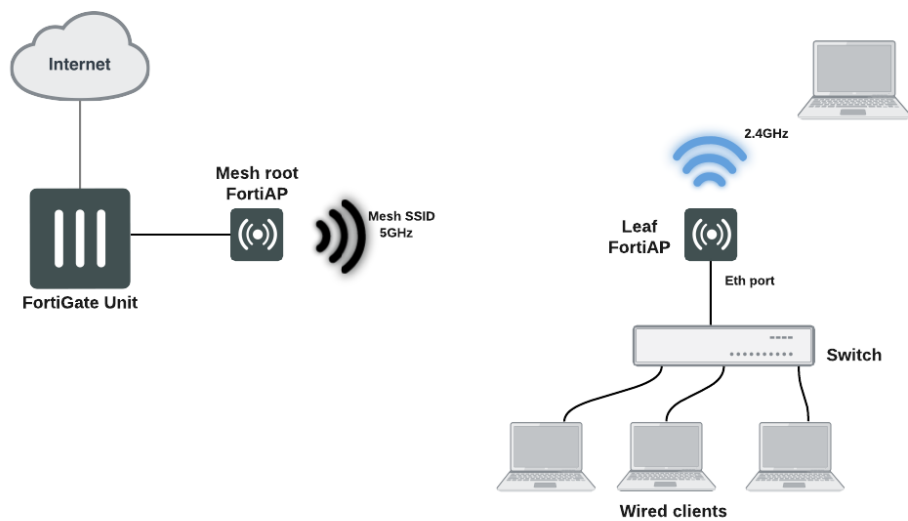 Internet
Mesh root
FortiAP
Mesh SSID
5GHz
FortiGate Unit
2.4GHz
Leaf
FortiAP
Eth port
Switch
Wired clients